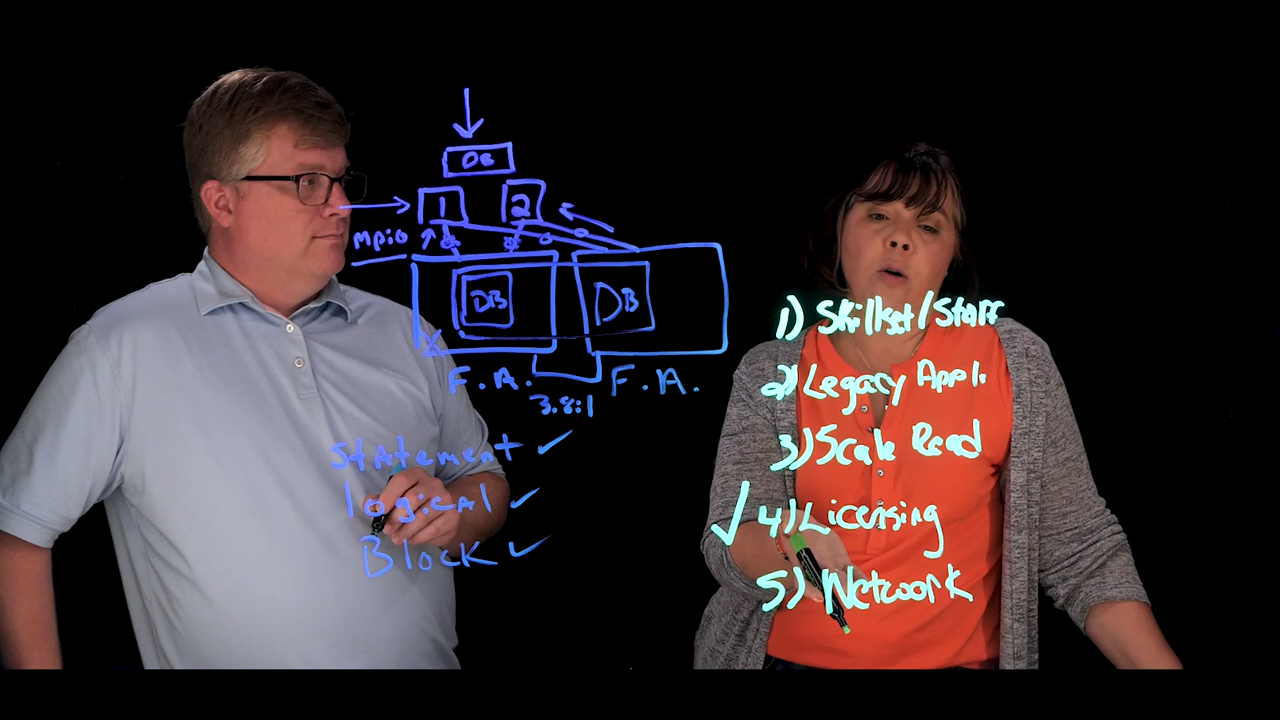 OS
1 2
MPIO
DB DB
F.A. F.A.
3.8:1
Statement ✓
logical ✓
Block ✓
1) Skillset/Staff
2) Legacy Appl.
3) Scale Read
✓ 4) Licensing
5) Network